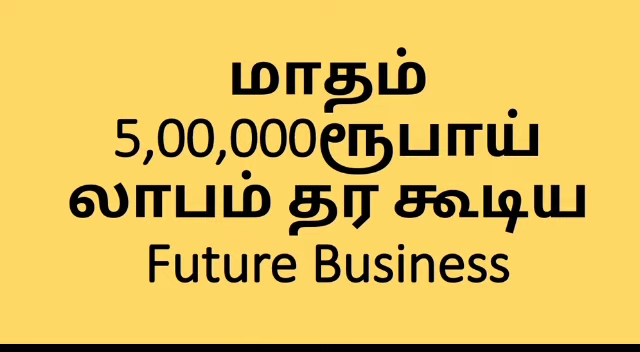 மாதம்
5,00,000ரூபாய்
லாபம் தர கூடிய
Future Business